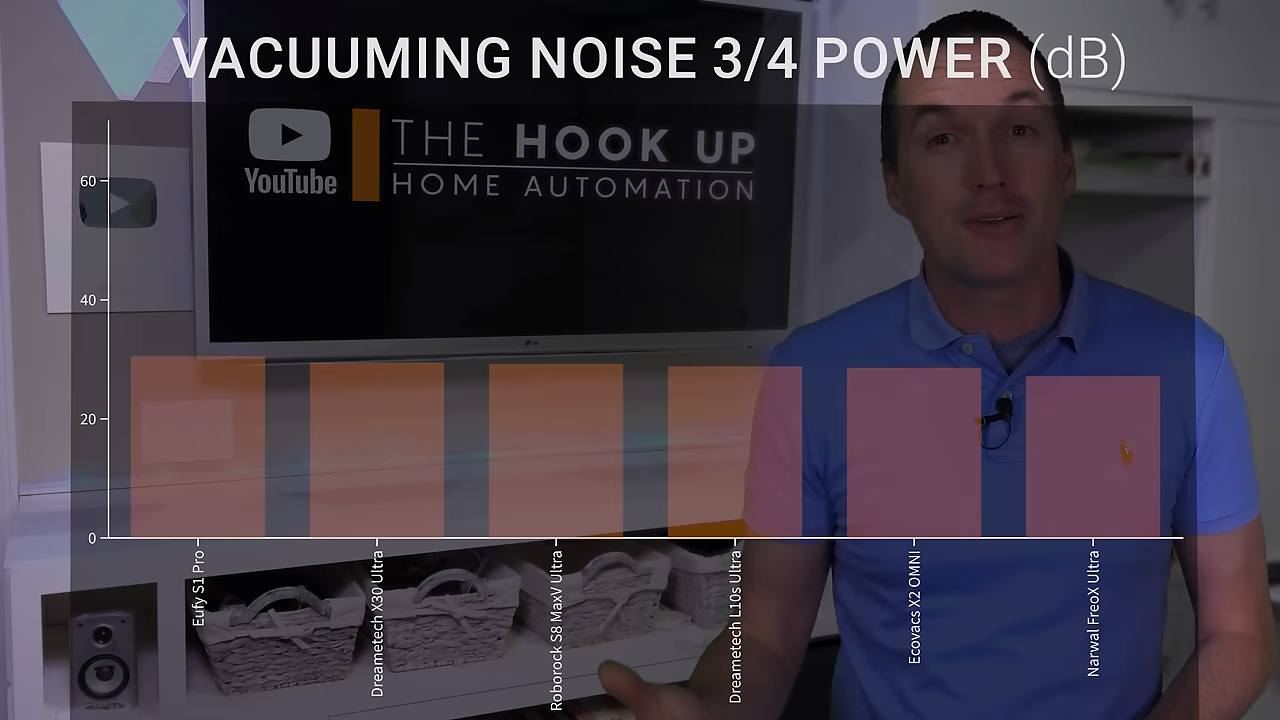 VACUUMING NOISE 3/4 POWER (dB)
YouTube
THE HOOK UP
HOME AUTOMATION
60
40
20
0
LG
Eufy S1 Pro
Dreametech X30 Ultra
Roborock S8 MaxV Ultra
Dreametech L10s Ultra
Ecovacs X2 OMNI
Narwal FreoX Ultra